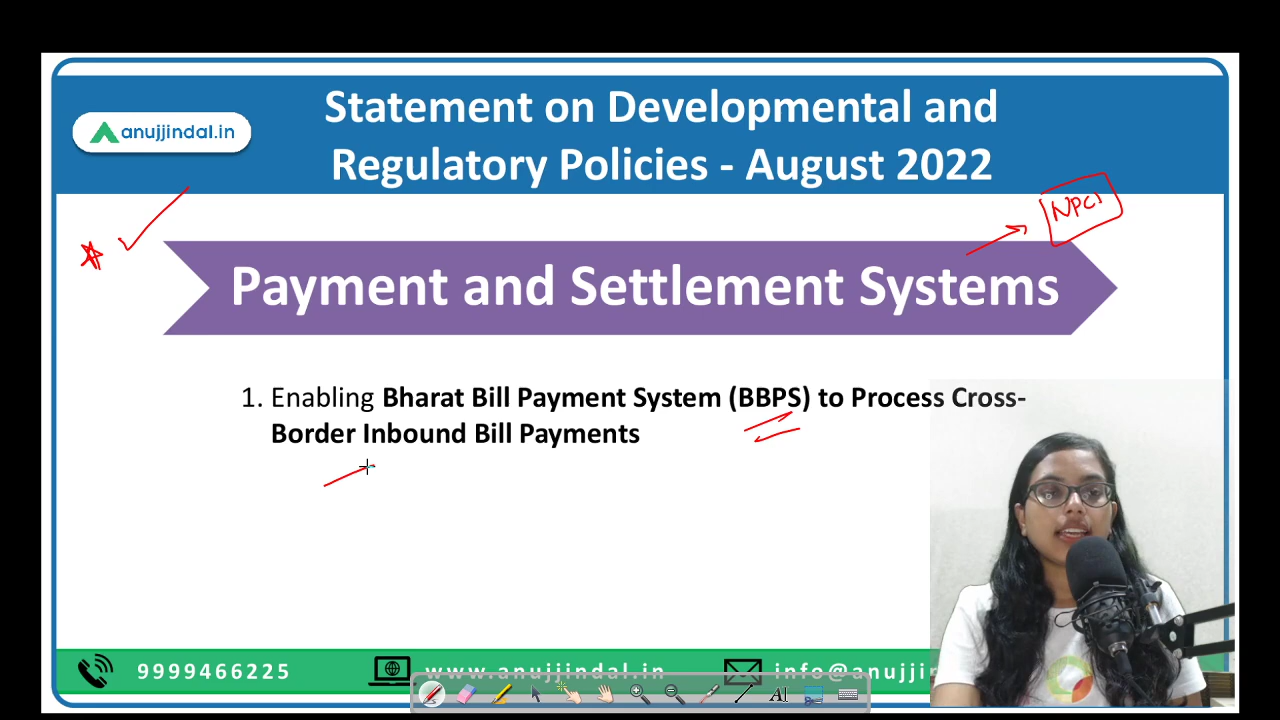 Statement on Developmental and
anujjindal.in
Regulatory Policies - August 2022
NPCI
Payment and Settlement Systems
1. Enabling Bharat Bill Payment System (BBPS) to Process Cross-
Border Inbound Bill Payments
9999466225
www.anujjindal.in
info@anujji
AI